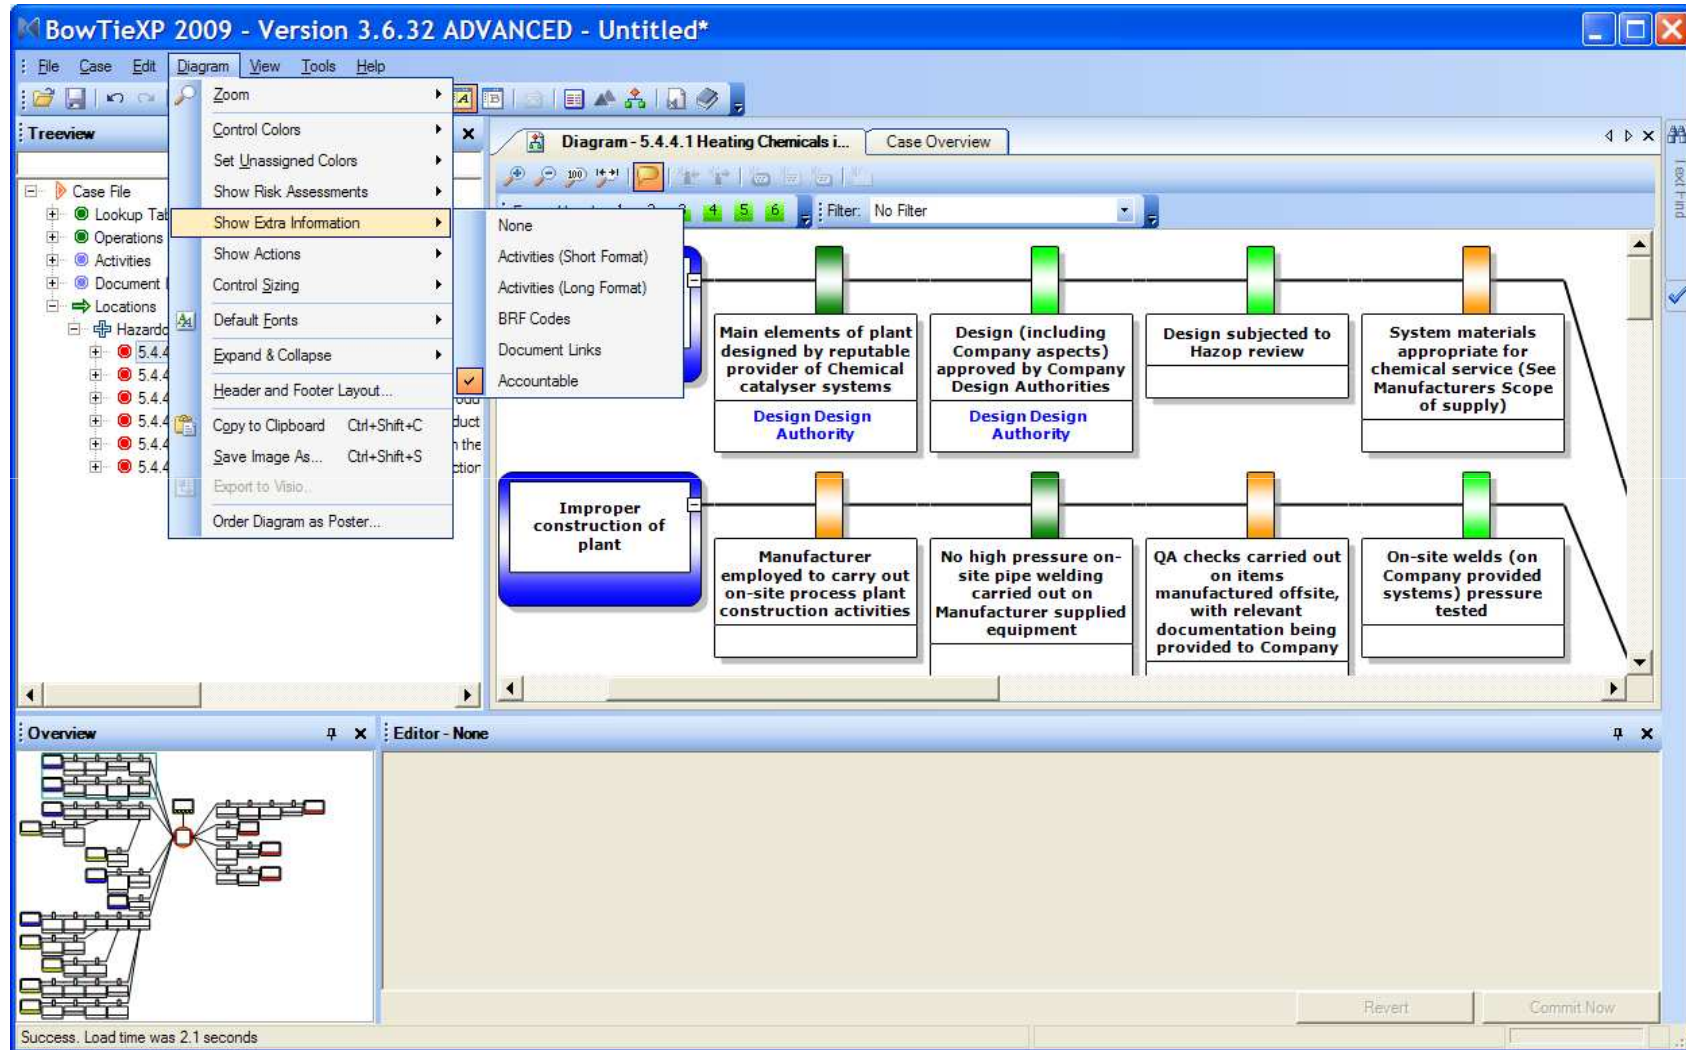 BowTieXP 2009 - Version 3.6.32 ADVANCED - Untitled*
File Case Edit Diagram View Tools Help
Treeview
Case File
Lookup Tab
Operations
Activities
Document
Locations
Hazardo
5.4.4
5.4.4
5.4.4
5.4.4 duct
5.4.4 n the
5.4.4 ction
Zoom
Control Colors
Set Unassigned Colors
Show Risk Assessments
Show Extra Information
Show Actions
Control Sizing
Default Fonts
Expand & Collapse
Header and Footer Layout...
Copy to Clipboard Ctrl+Shift+C
Save Image As... Ctrl+Shift+S
Export to Visio..
Order Diagram as Poster...
None
Activities (Short Format)
Activities (Long Format)
BRF Codes
Document Links
Accountable
Diagram - 5.4.4.1 Heating Chemicals i...
Case Overview
100
4 5 6
Filter: No Filter
Text Find
Main elements of plant
designed by reputable
provider of Chemical
catalyser systems
Design Design
Authority
Design (including
Company aspects)
approved by Company
Design Authorities
Design Design
Authority
Design subjected to
Hazop review
System materials
appropriate for
chemical service (See
Manufacturers Scope
of supply)
Improper
construction of
plant
Manufacturer
employed to carry out
on-site process plant
construction activities
No high pressure on-
site pipe welding
carried out on
Manufacturer supplied
equipment
QA checks carried out
on items
manufactured offsite,
with relevant
documentation being
provided to Company
On-site welds (on
Company provided
systems) pressure
tested
Overview
Editor - None
Revert
Commit Now
Success. Load time was 2.1 seconds